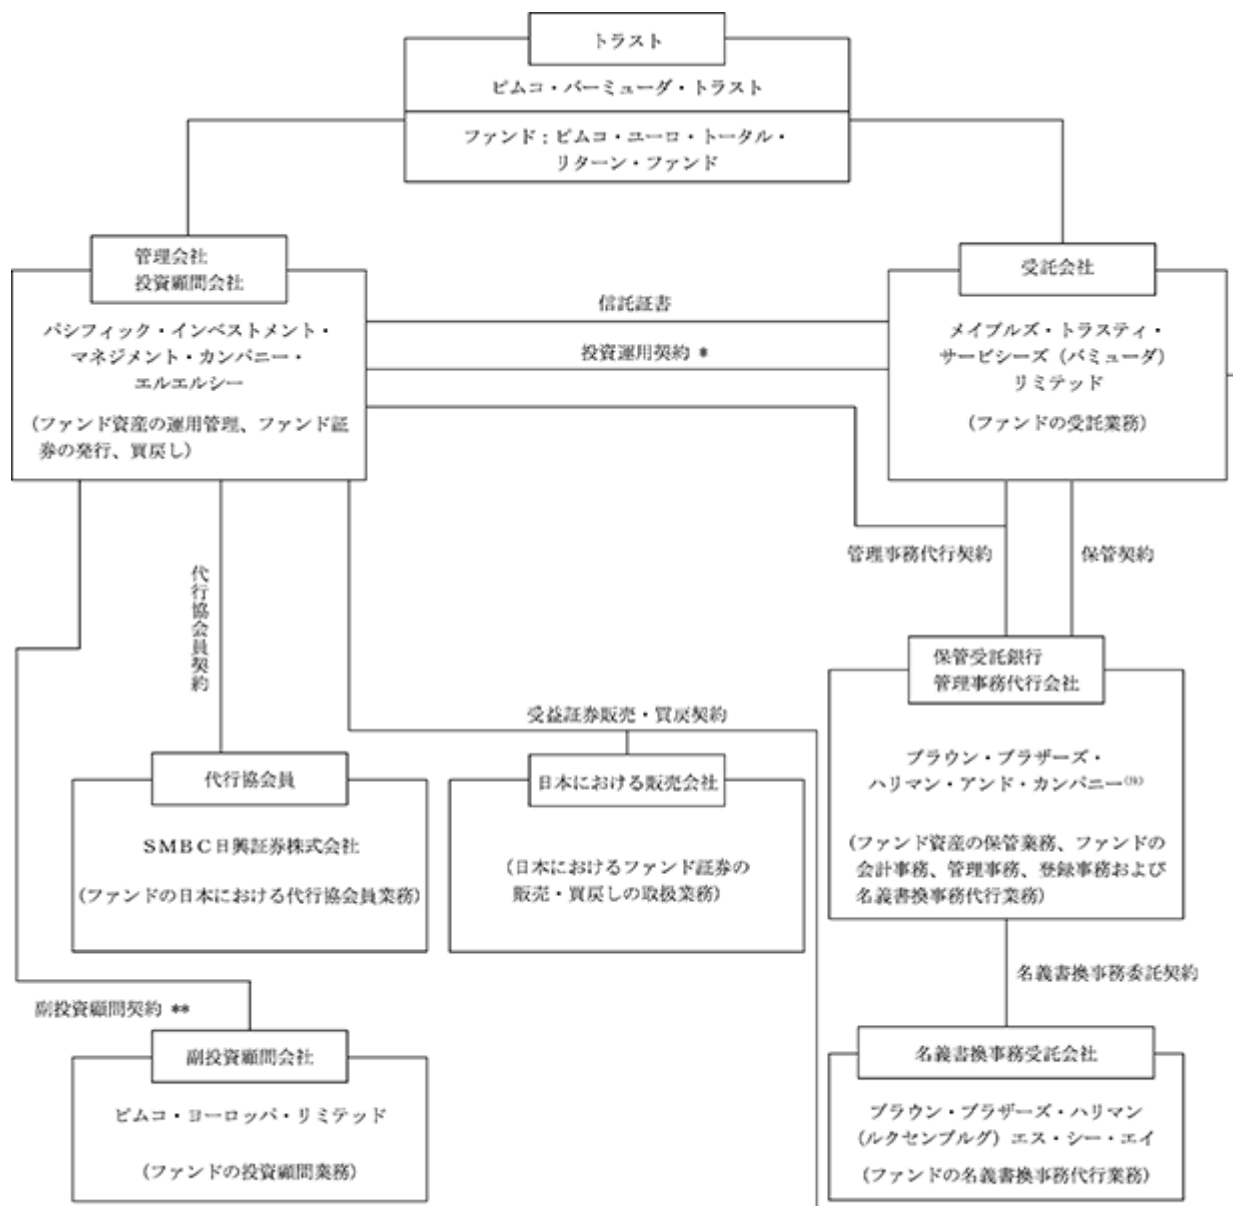 トラスト
ピムコ・バーミューダ・トラスト
ファンド：ピムコ・ユーロ・トータル・
リターン・ファンド
管理会社
投資顧問会社
パシフィック・インベストメント・
マネジメント・カンパニー・
エルエルシー
（ファンド資産の運用管理、ファンド証
券の発行、買戻し）
信託証書
投資運用契約 *
受託会社
メイプルズ・トラスティ・
サービシーズ（バミューダ）
リミテッド
（ファンドの受託業務）
管理事務代行契約
保管契約
代行協会員契約
保管受託銀行
管理事務代行会社
ブラウン・ブラザーズ・
ハリマン・アンド・カンパニー
（ファンド資産の保管業務、ファンドの
会計事務、管理事務、登録事務および
名義書換事務代行業務）
受益証券販売・買戻契約
代行協会員
SMBC日興証券株式会社
（ファンドの日本における代行協会員業務）
日本における販売会社
（日本におけるファンド証券の
販売・買戻しの取扱業務）
名義書換事務委託契約
副投資顧問契約 **
副投資顧問会社
ピムコ・ヨーロッパ・リミテッド
（ファンドの投資顧問業務）
名義書換事務受託会社
ブラウン・ブラザーズ・ハリマン
（ルクセンブルグ）エス・シー・エイ
（ファンドの名義書換事務代行業務）